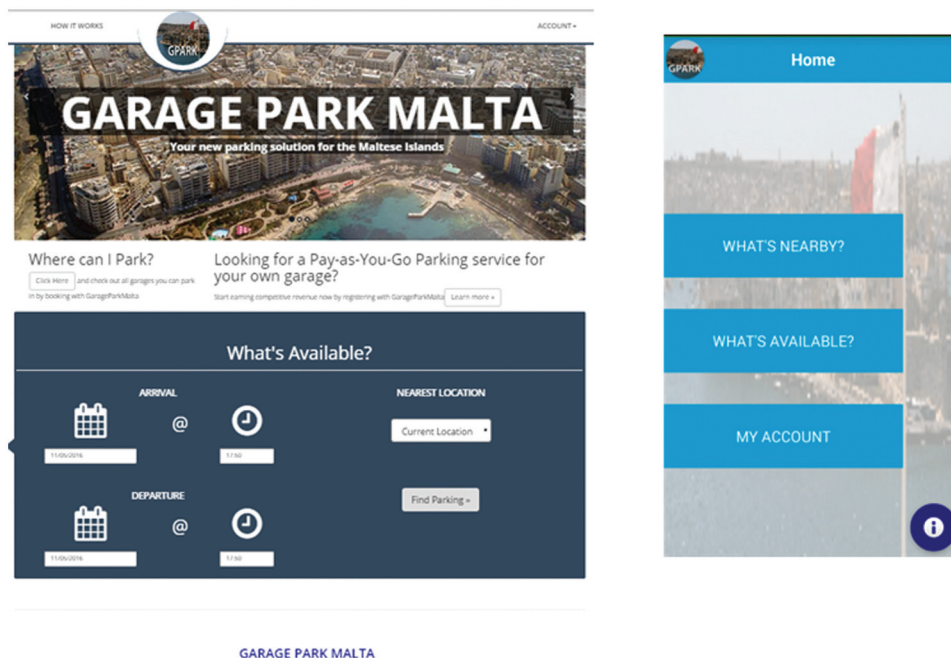 HOW IT WORKS
GPARK
ACCOUNT
GARAGE PARK MALTA
Your new parking solution for the Maltese Islands
Where can I Park?
Click Here and check out all garages you can park
in by booking with GarageParkMalta
Looking for a Pay-as-You-Go Parking service for
your own garage?
Start earning competitive revenue now by registering with GarageParkMalta Learn more »
What's Available?
ARRIVAL
@
11/05/2016
17:50
DEPARTURE
@
11/05/2016
17:50
NEAREST LOCATION
Current Location
Find Parking »
GARAGE PARK MALTA
GPARK
Home
WHAT'S NEARBY?
WHAT'S AVAILABLE?
MY ACCOUNT